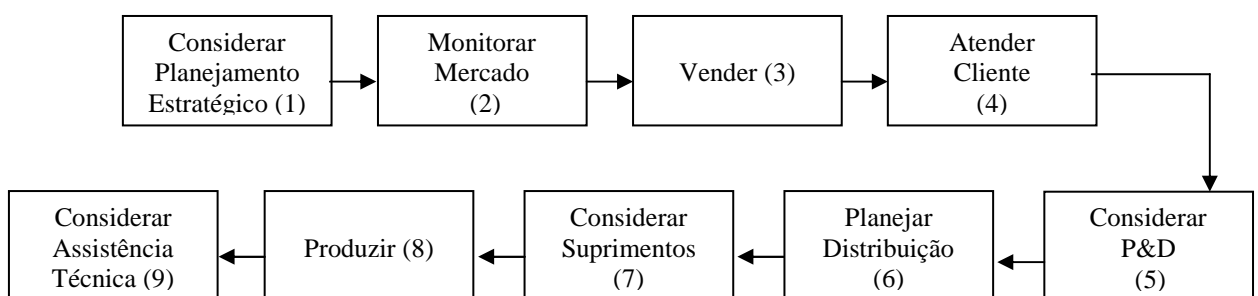 Considerar
Planejamento
Estratégico (1)
Monitorar
Mercado
(2)
Vender (3)
Atender
Cliente
(4)
Considerar
P&D
(5)
Planejar
Distribuição
(6)
Considerar
Suprimentos
(7)
Produzir (8)
Considerar
Assistência
Técnica (9)